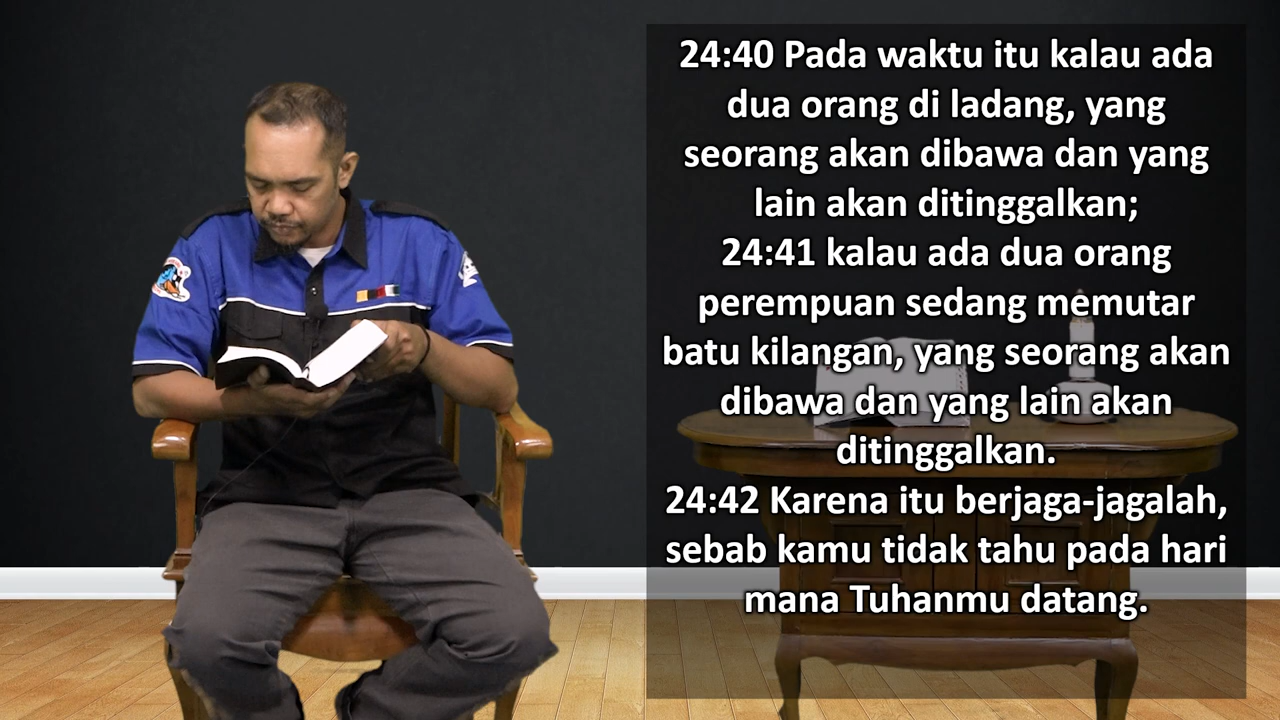 24:40 Pada waktu itu kalau ada
dua orang di ladang, yang
seorang akan dibawa dan yang
lain akan ditinggalkan;
24:41 kalau ada dua orang
perempuan sedang memutar
batu kilangan, yang seorang akan
dibawa dan yang lain akan
ditinggalkan.
24:42 Karena itu berjaga-jagalah,
sebab kamu tidak tahu pada hari
mana Tuhanmu datang.